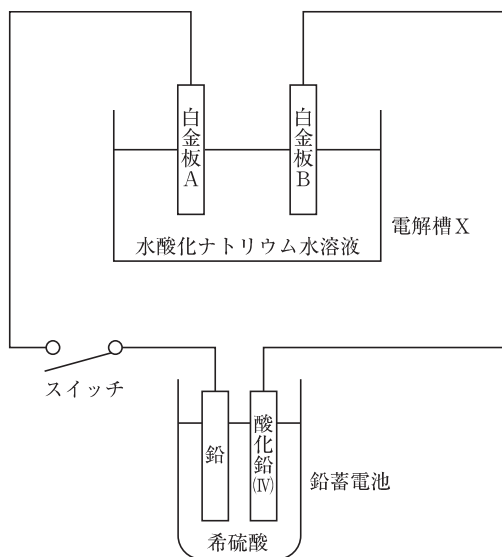 白金板A
白金板B
水酸化ナトリウム水溶液
電解槽X
スイッチ
鉛
酸化鉛(Ⅳ)
鉛蓄電池
希硫酸